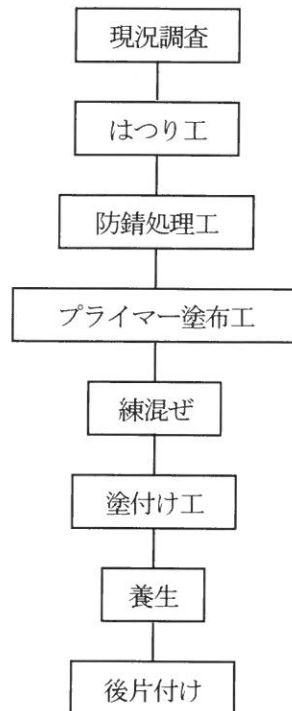 現況調査
はつり工
防錆処理工
プライマー塗布工
練混ぜ
塗付け工
養生
後片付け